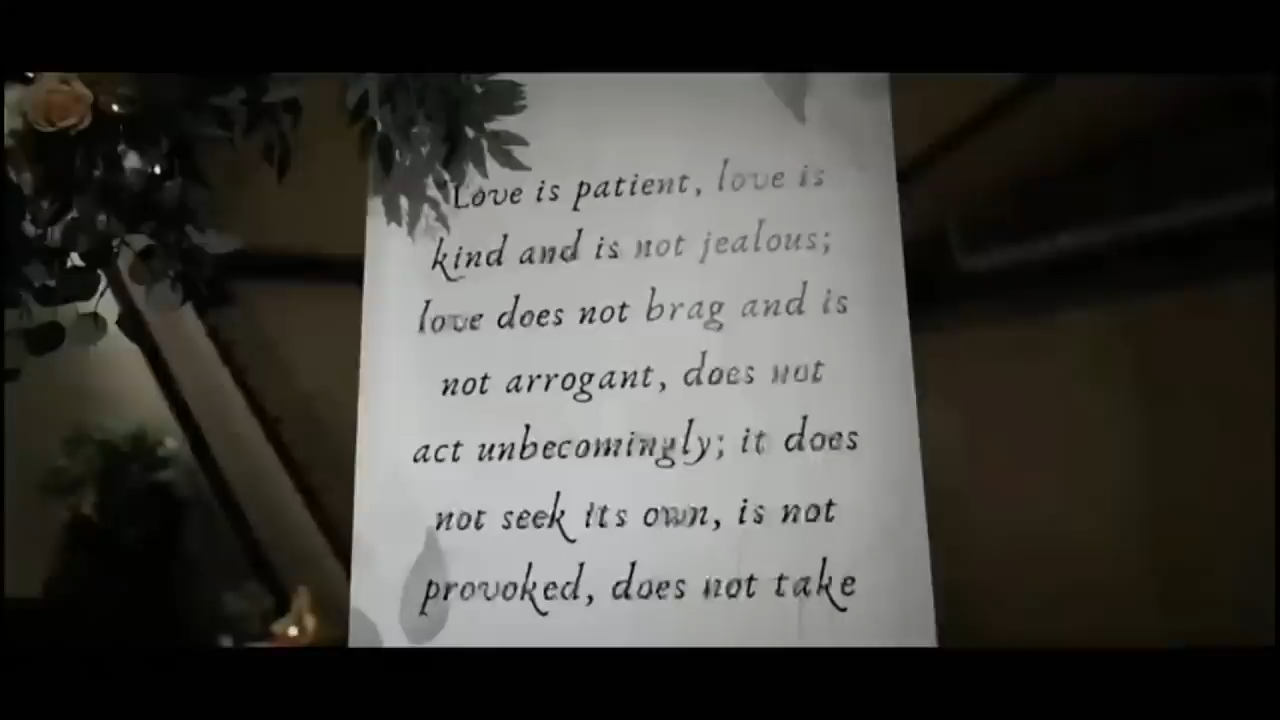 "Love is patient, love is
kind and is not jealous;
love does not brag and is
not arrogant, does not
act unbecomingly; it does
not seek its own, is not
provoked, does not take